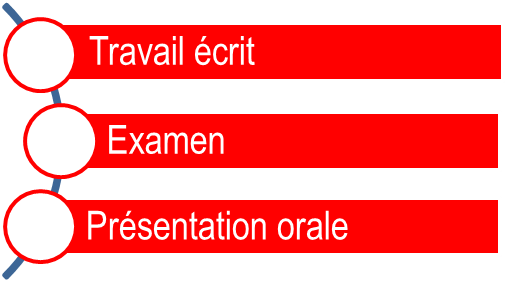 Travail écrit
Examen
Présentation orale